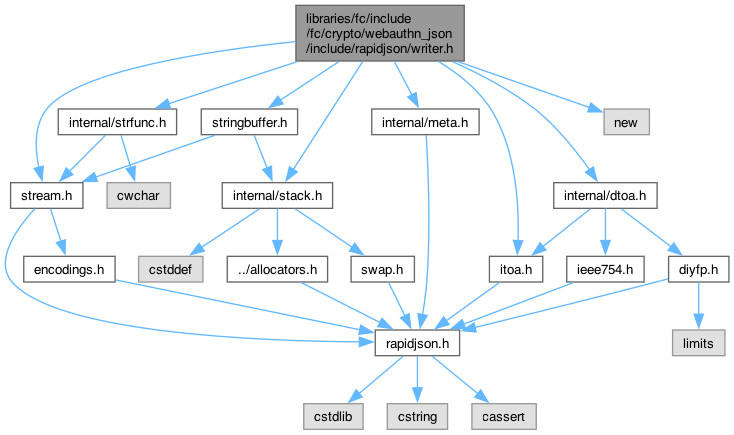 libraries/fc/include
/fc/crypto/webauthn_json
/include/rapidjson/writer.h
internal/strfunc.h
stringbuffer.h
internal/meta.h
new
stream.h
cwchar
internal/stack.h
internal/dtoa.h
encodings.h
cstddef
../allocators.h
swap.h
itoa.h
ieee754.h
diyfp.h
rapidjson.h
limits
cstdlib
cstring
cassert